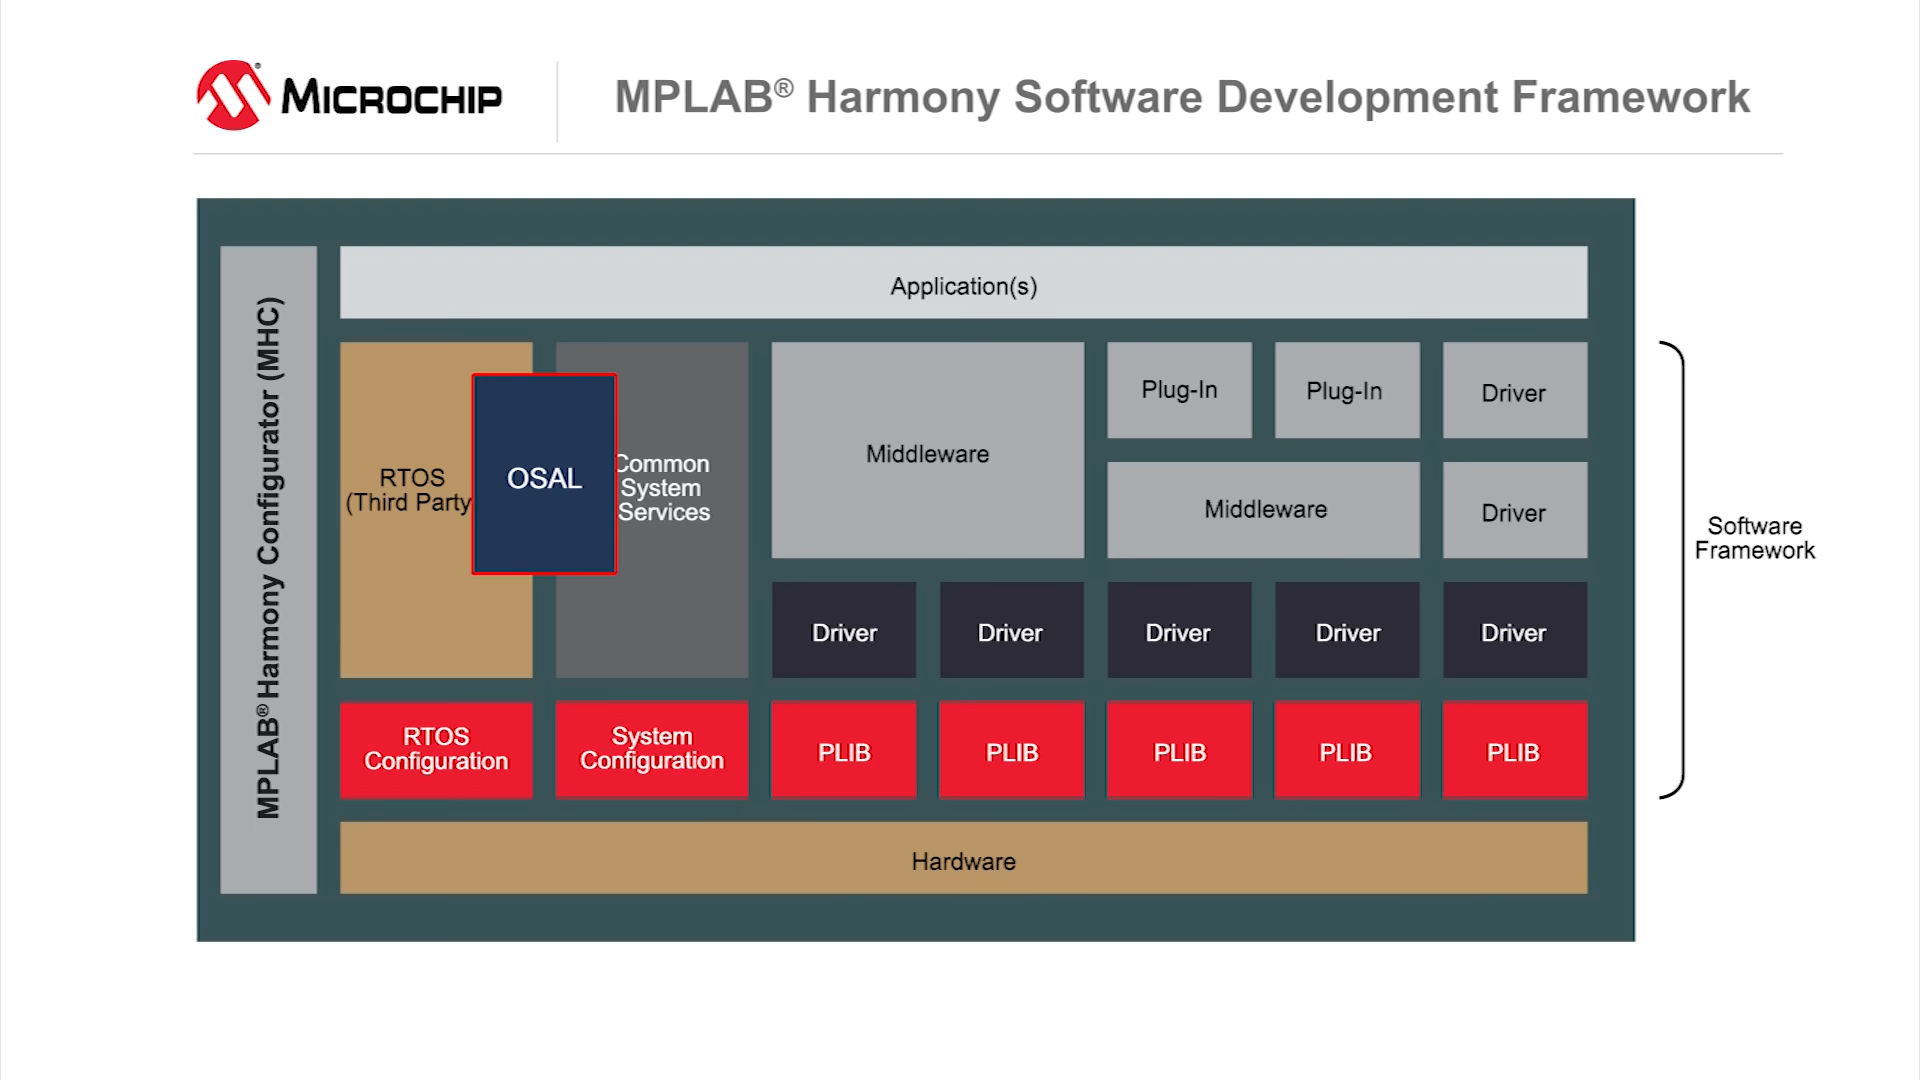 MICROCHIP
MPLAB® Harmony Software Development Framework
MPLAB® Harmony Configurator (MHC)
Application(s)
RTOS
(Third Party
OSAL
Common
System
Services
Middleware
Plug-In
Plug-In
Driver
Middleware
Driver
Driver
Driver
Driver
Driver
Driver
RTOS
Configuration
System
Configuration
PLIB
PLIB
PLIB
PLIB
PLIB
Hardware
Software
Framework